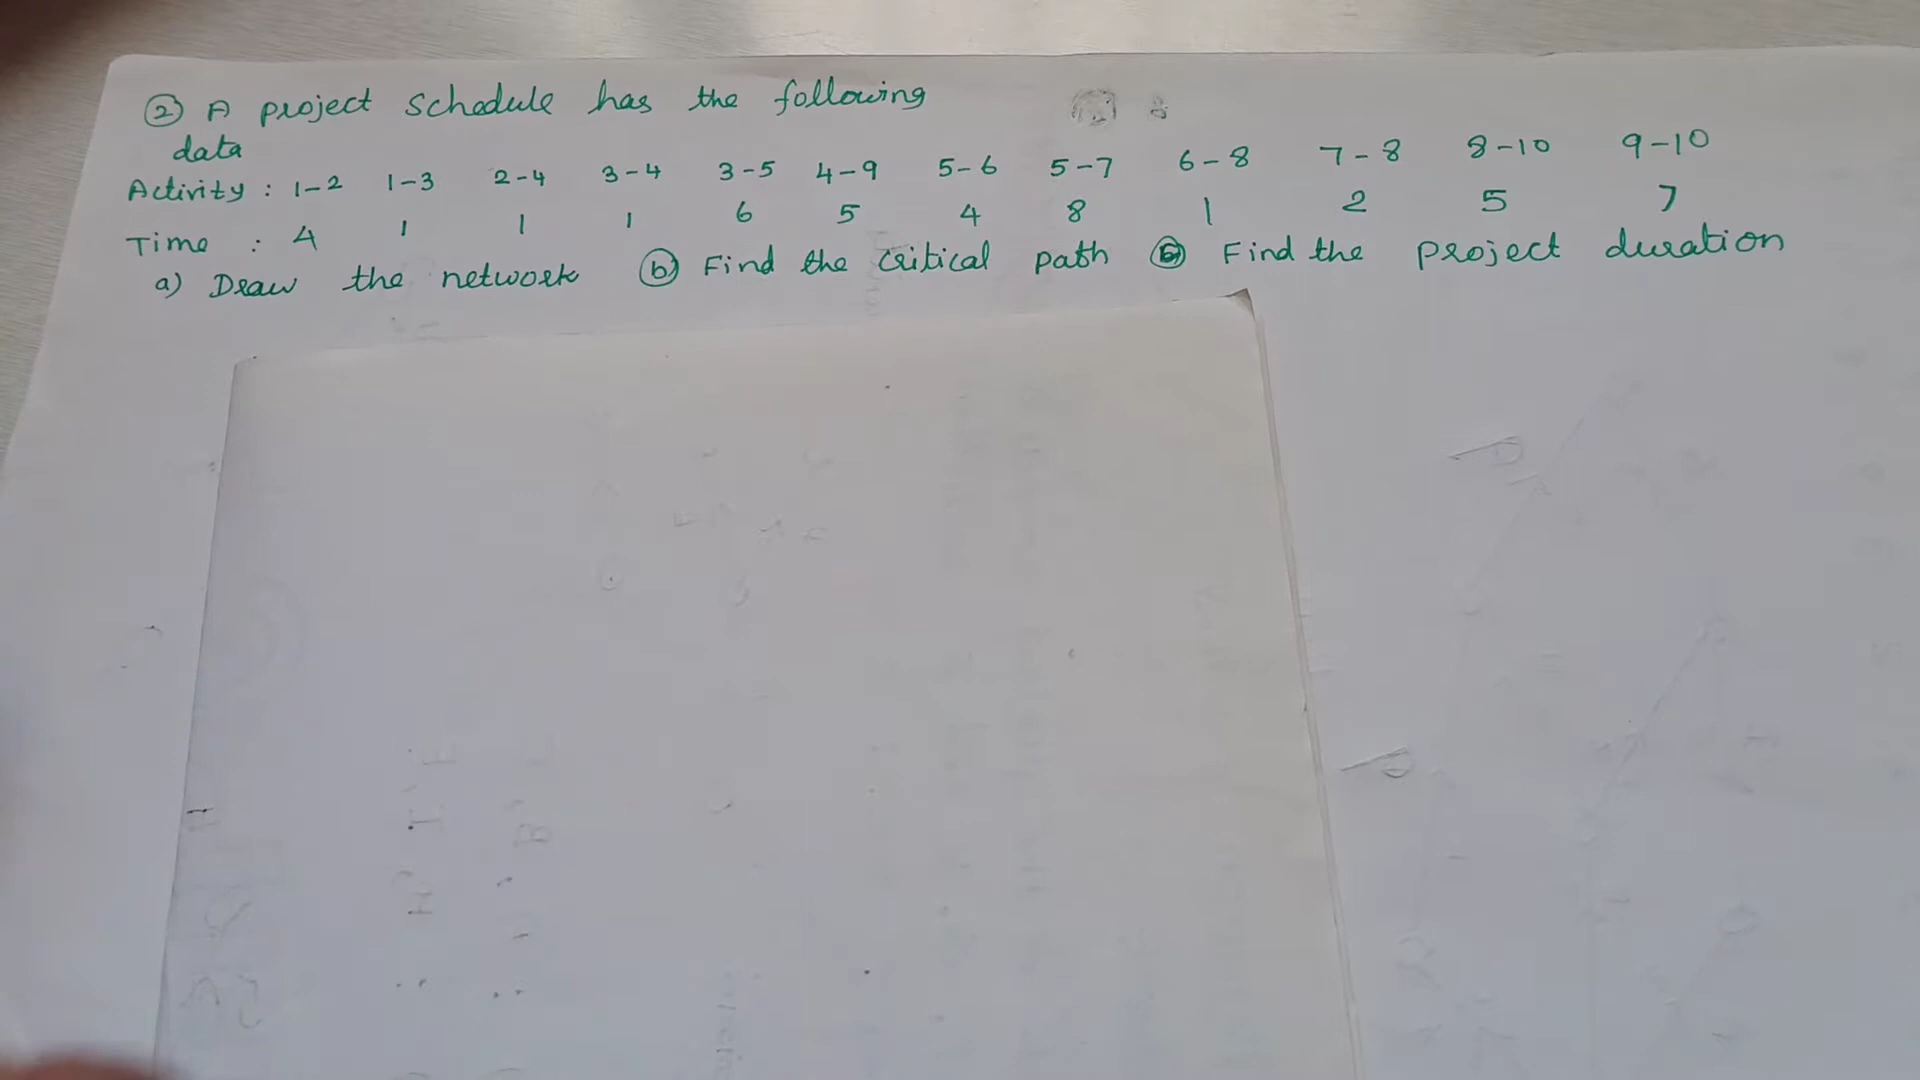 ② A project schedule has the following
data
Activity : 1-2 1-3 2-4 3-4 3-5 4-9 5-6 5-7 6-8 7-8 8-10 9-10
Time : 4 1 1 1 6 5 4 8 1 2 5 7
a) Draw the network ⓑ Find the critical path ⓒ Find the project duration